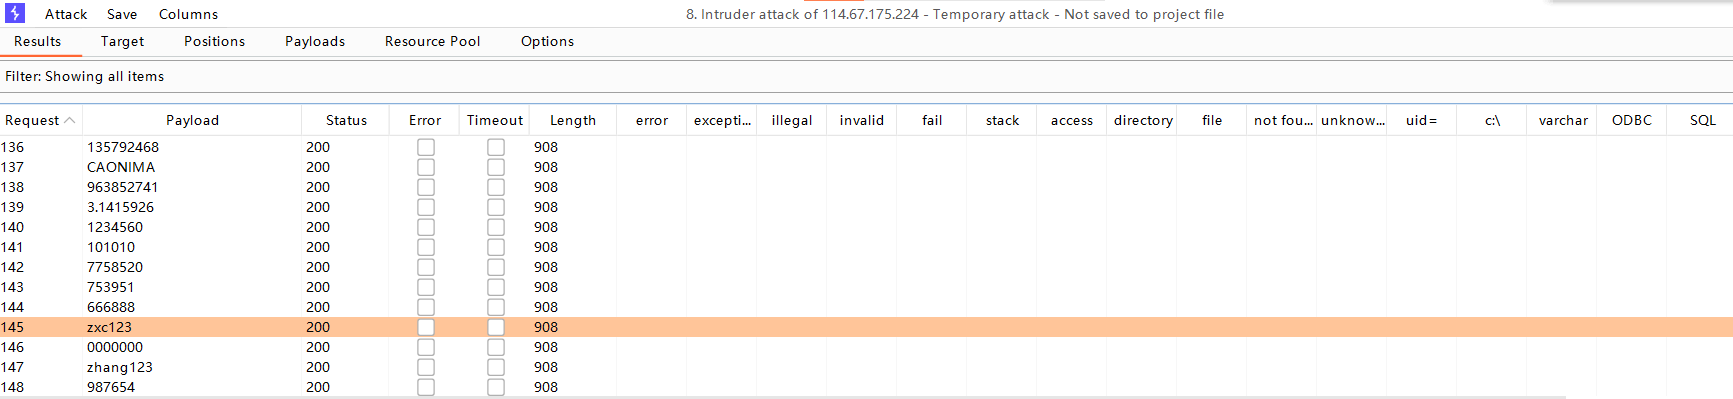 Attack Save Columns 8. Intruder attack of 114.67.175.224 - Temporary attack - Not saved to project file
Results Target Positions Payloads Resource Pool Options
Filter: Showing all items
Request Payload Status Error Timeout Length error excepti... illegal invalid fail stack access directory file not fou... unknow... uid= c:\ varchar ODBC SQL
136 135792468 200 908
137 CAONIMA 200 908
138 963852741 200 908
139 3.1415926 200 908
140 1234560 200 908
141 101010 200 908
142 7758520 200 908
143 753951 200 908
144 666888 200 908
145 zxc123 200 908
146 0000000 200 908
147 zhang123 200 908
148 987654 200 908